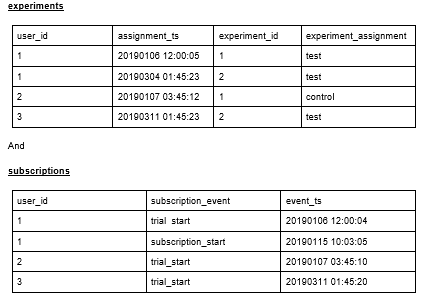 experiments
user_id assignment_ts experiment_id experiment_assignment
1 20190106 12:00:05 1 test
1 20190304 01:45:23 2 test
2 20190107 03:45:12 1 control
3 20190311 01:45:23 2 test
And
subscriptions
user_id subscription_event event_ts
1 trial_start 20190106 12:00:04
1 subscription_start 20190115 10:03:05
2 trial_start 20190107 03:45:10
3 trial_start 20190311 01:45:20